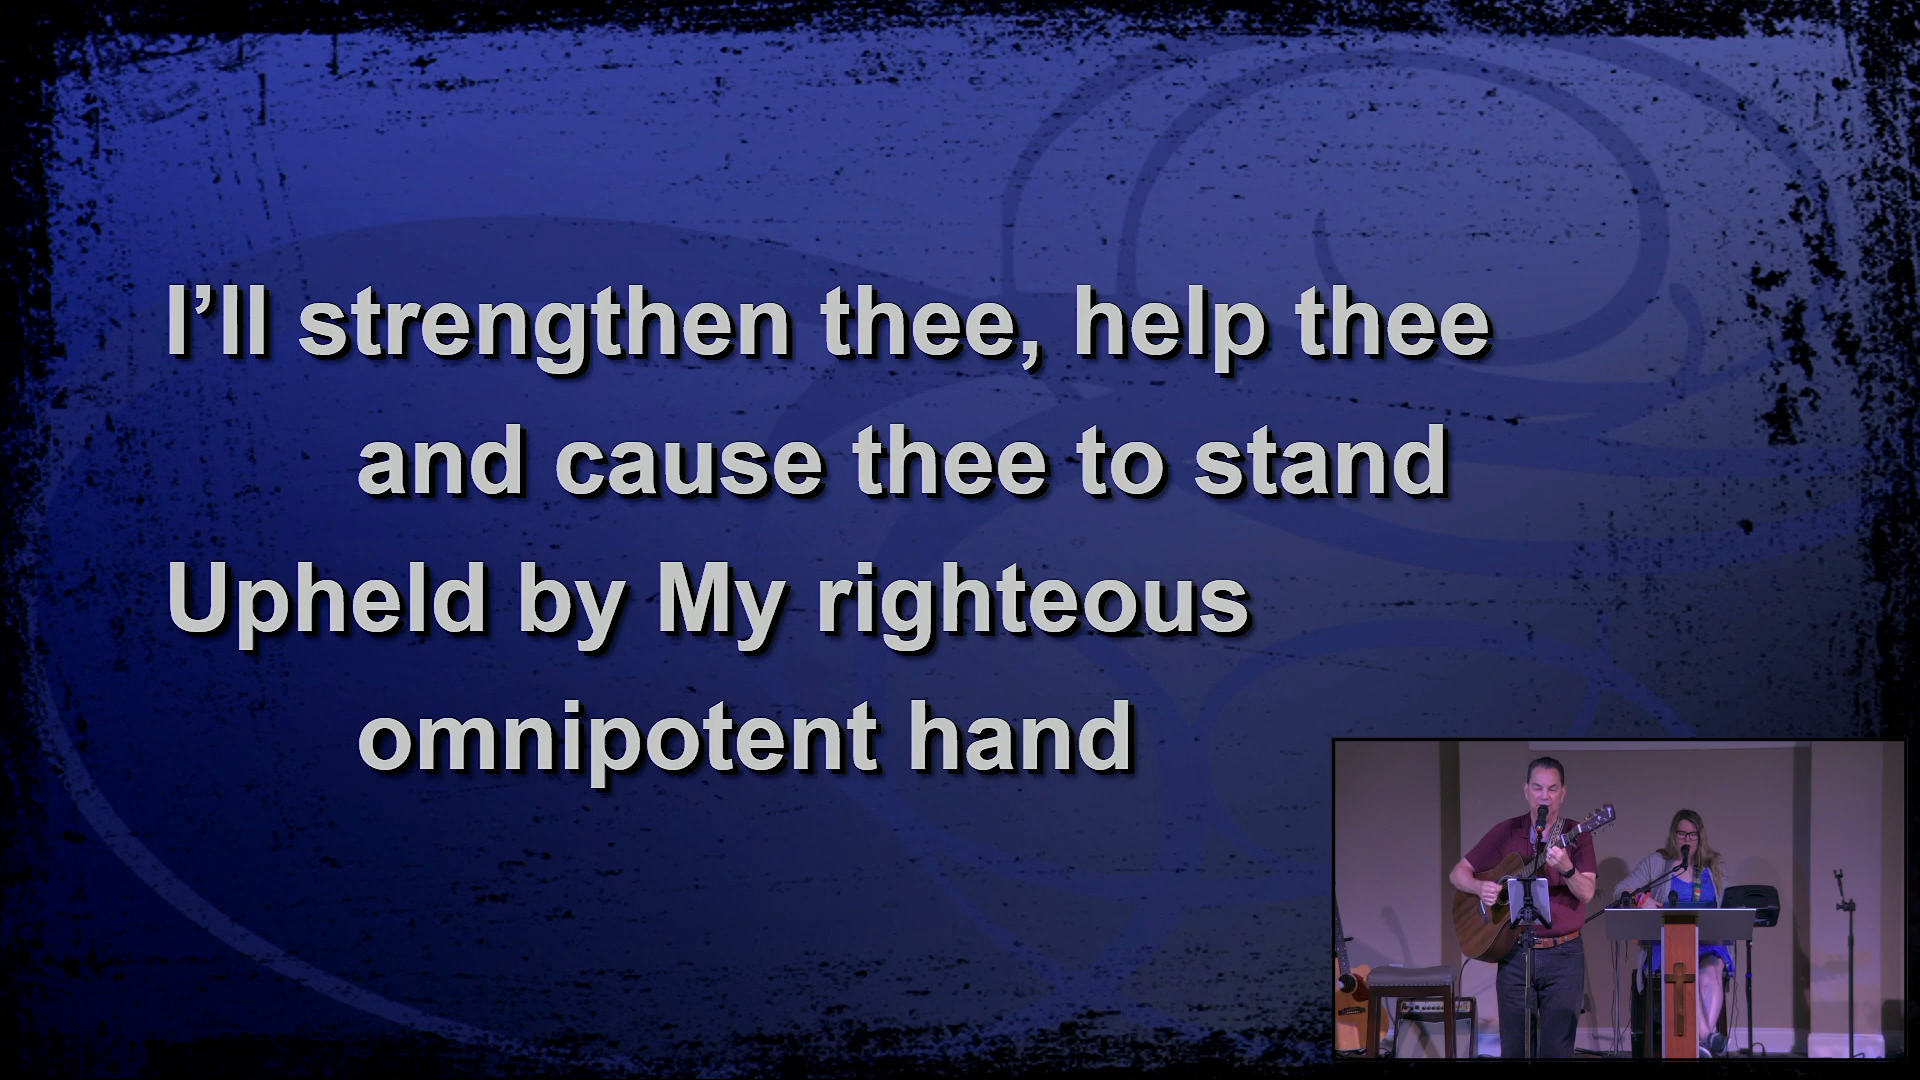 I’ll strengthen thee, help thee
and cause thee to stand
Upheld by My righteous
omnipotent hand